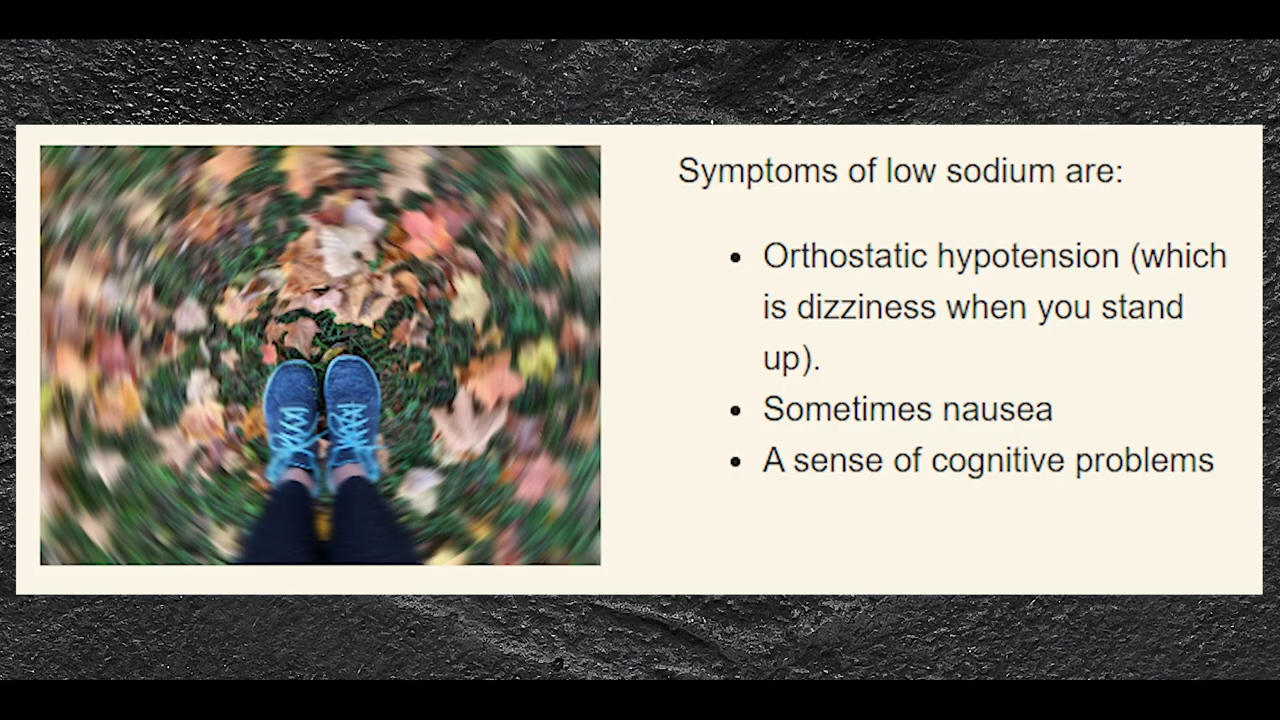 Symptoms of low sodium are:
• Orthostatic hypotension (which
is dizziness when you stand
up).
• Sometimes nausea
• A sense of cognitive problems